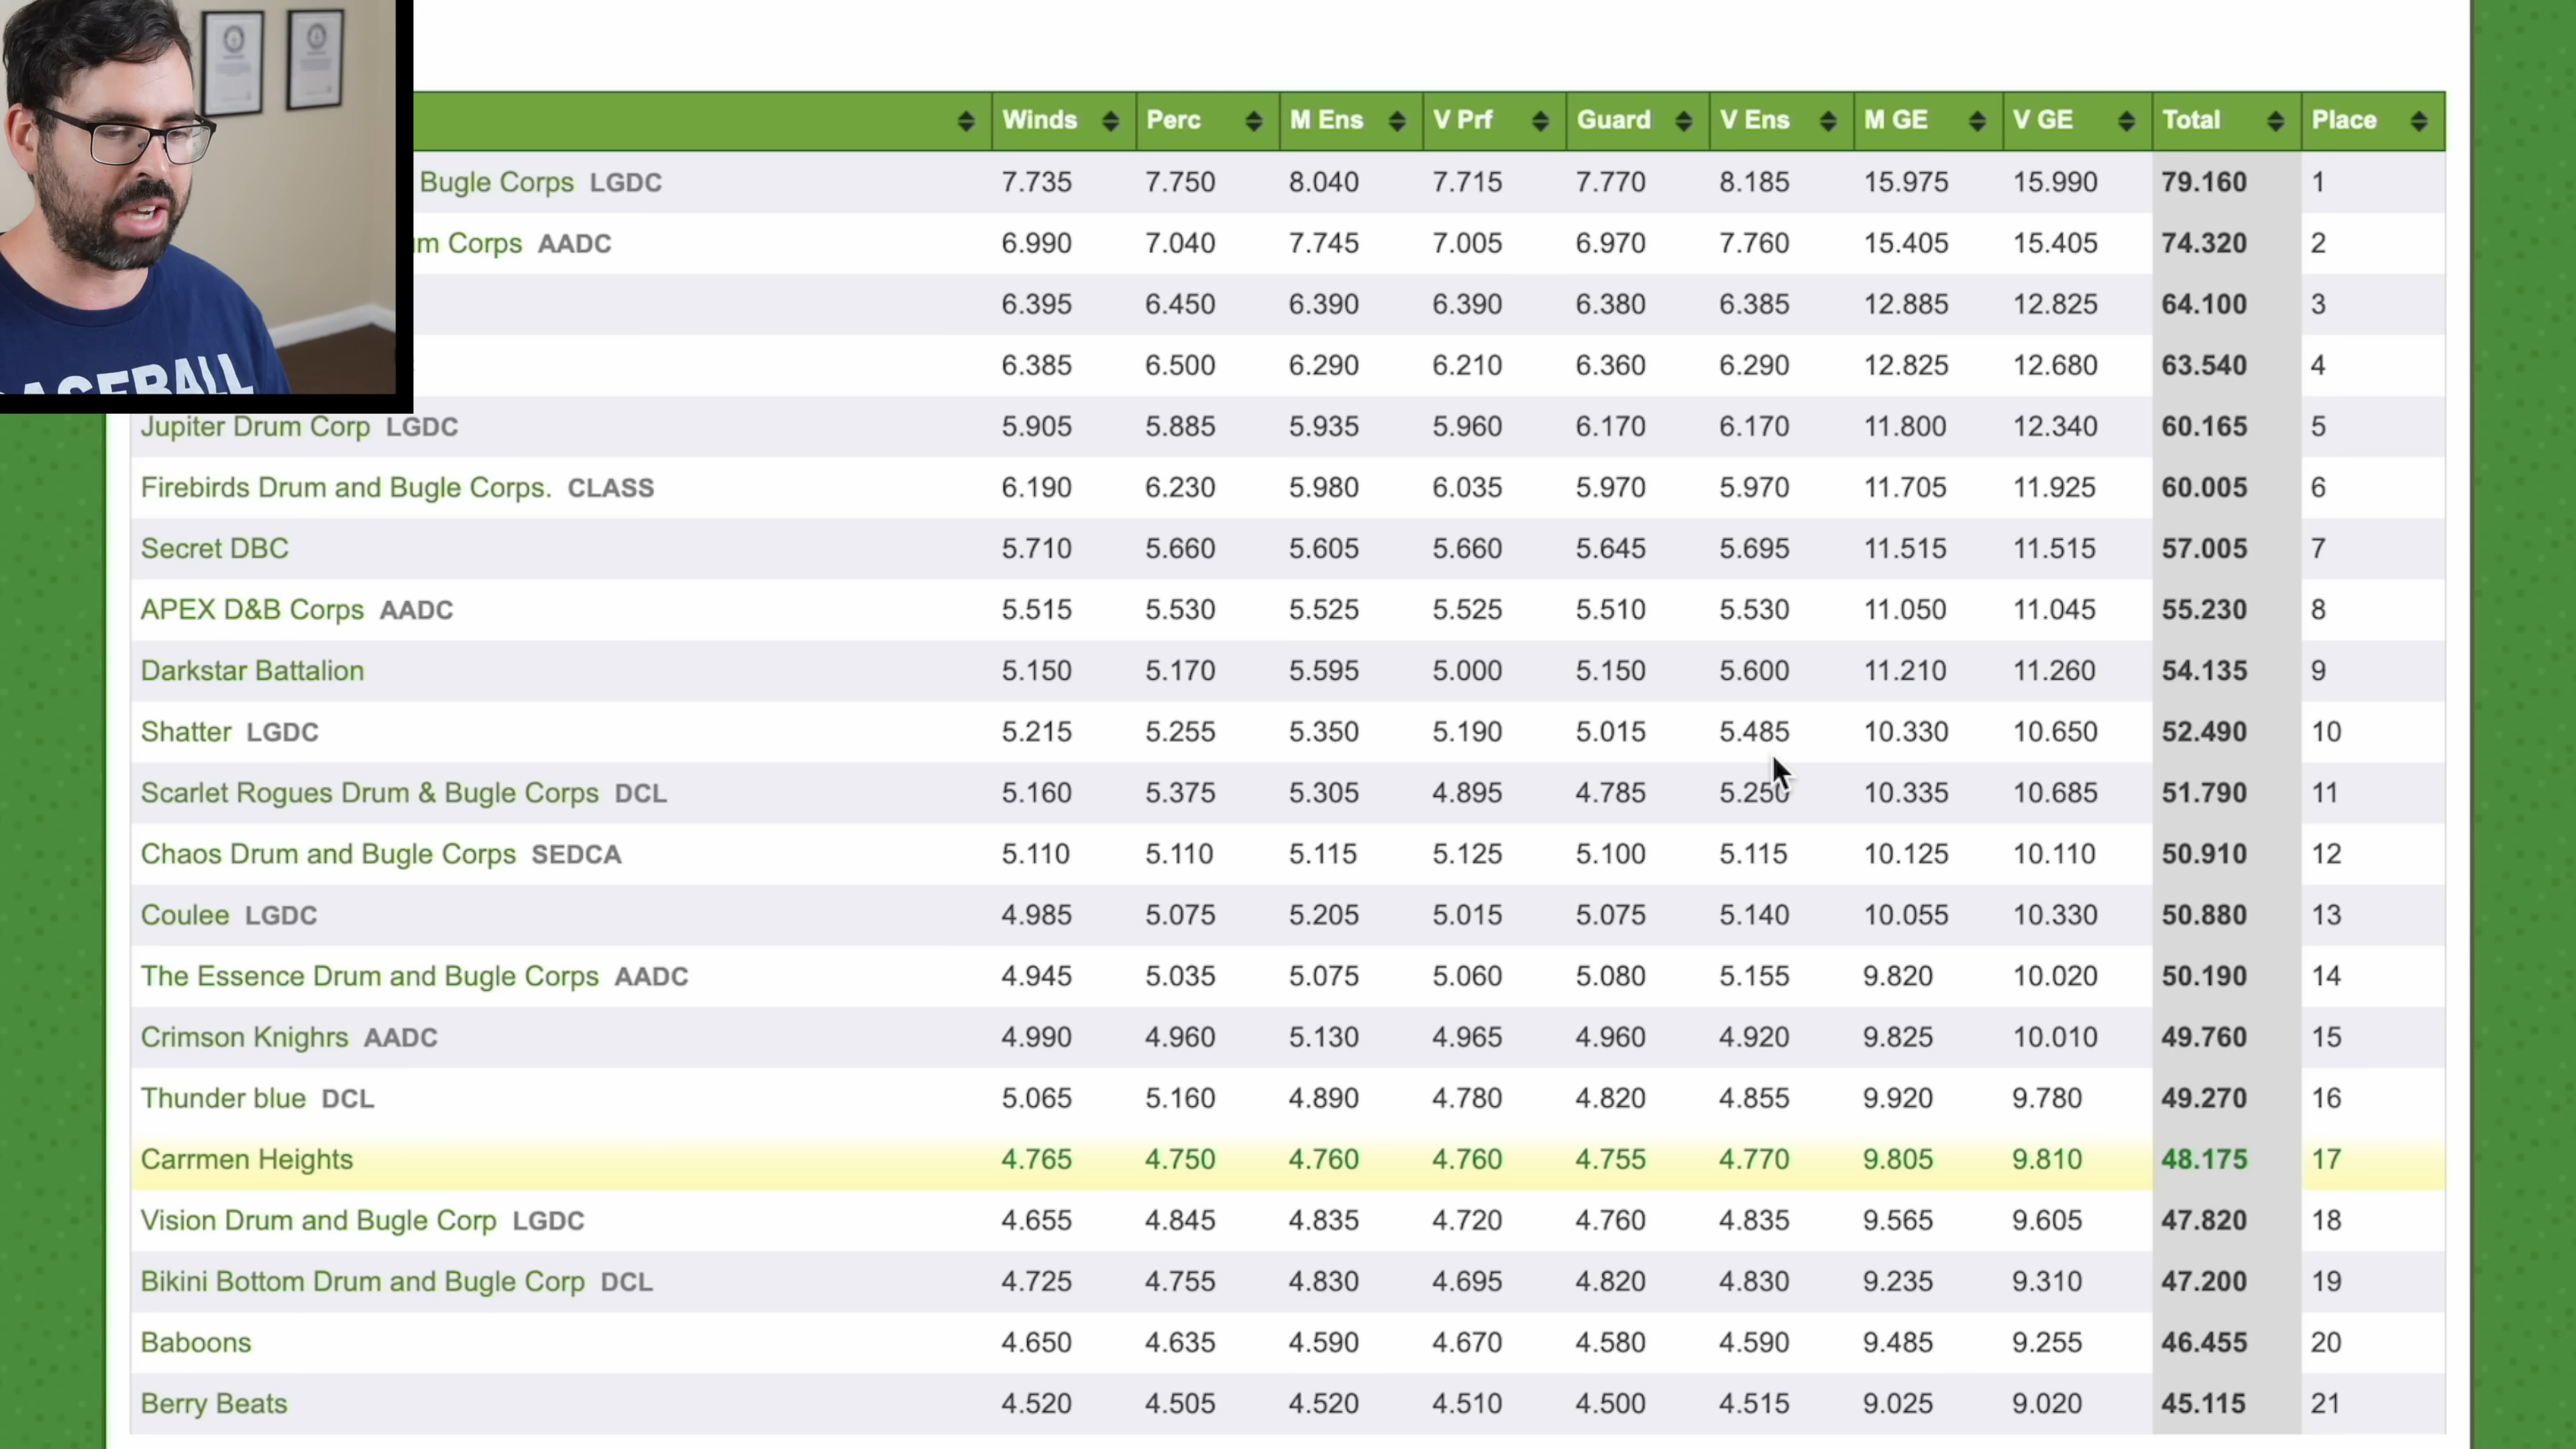 Winds Perc M Ens V Prf Guard V Ens M GE V GE Total Place
Bugle Corps LGDC 7.735 7.750 8.040 7.715 7.770 8.185 15.975 15.990 79.160 1
Corps AADC 6.990 7.040 7.745 7.005 6.970 7.760 15.405 15.405 74.320 2
6.395 6.450 6.390 6.390 6.380 6.385 12.885 12.825 64.100 3
6.385 6.500 6.290 6.210 6.360 6.290 12.825 12.680 63.540 4
Jupiter Drum Corp LGDC 5.905 5.885 5.935 5.960 6.170 6.170 11.800 12.340 60.165 5
Firebirds Drum and Bugle Corps. CLASS 6.190 6.230 5.980 6.035 5.970 5.970 11.705 11.925 60.005 6
Secret DBC 5.710 5.660 5.605 5.660 5.645 5.695 11.515 11.515 57.005 7
APEX D&B Corps AADC 5.515 5.530 5.525 5.525 5.510 5.530 11.050 11.045 55.230 8
Darkstar Battalion 5.150 5.170 5.595 5.000 5.150 5.600 11.210 11.260 54.135 9
Shatter LGDC 5.215 5.255 5.350 5.190 5.015 5.485 10.330 10.650 52.490 10
Scarlet Rogues Drum & Bugle Corps DCL 5.160 5.375 5.305 4.895 4.785 5.250 10.335 10.685 51.790 11
Chaos Drum and Bugle Corps SEDCA 5.110 5.110 5.115 5.125 5.100 5.115 10.125 10.110 50.910 12
Coulee LGDC 4.985 5.075 5.205 5.015 5.075 5.140 10.055 10.330 50.880 13
The Essence Drum and Bugle Corps AADC 4.945 5.035 5.075 5.060 5.080 5.155 9.820 10.020 50.190 14
Crimson Knighrs AADC 4.990 4.960 5.130 4.965 4.960 4.920 9.825 10.010 49.760 15
Thunder blue DCL 5.065 5.160 4.890 4.780 4.820 4.855 9.920 9.780 49.270 16
Carrmen Heights 4.765 4.750 4.760 4.760 4.755 4.770 9.805 9.810 48.175 17
Vision Drum and Bugle Corp LGDC 4.655 4.845 4.835 4.720 4.760 4.835 9.565 9.605 47.820 18
Bikini Bottom Drum and Bugle Corp DCL 4.725 4.755 4.830 4.695 4.820 4.830 9.235 9.310 47.200 19
Baboons 4.650 4.635 4.590 4.670 4.580 4.590 9.485 9.255 46.455 20
Berry Beats 4.520 4.505 4.520 4.510 4.500 4.515 9.025 9.020 45.115 21